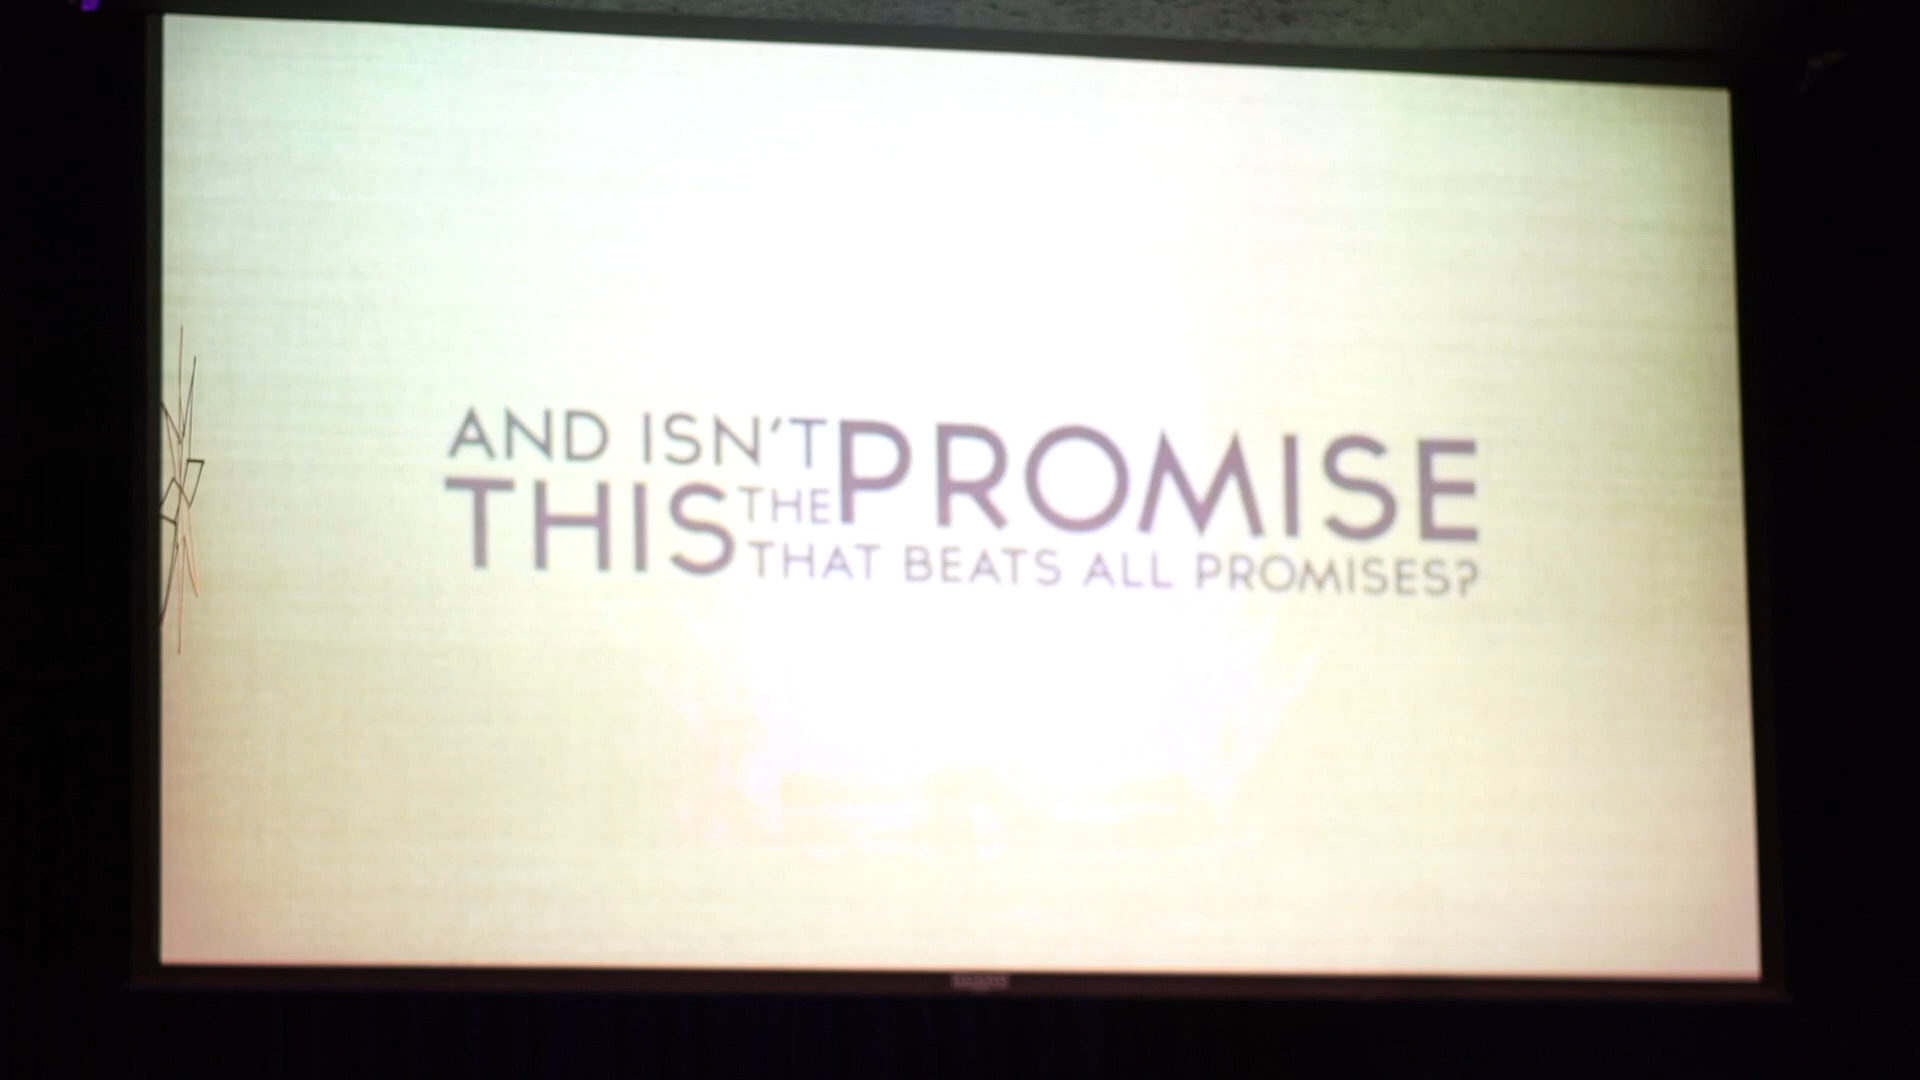 AND ISN'T
THIS THE PROMISE
THAT BEATS ALL PROMISES?